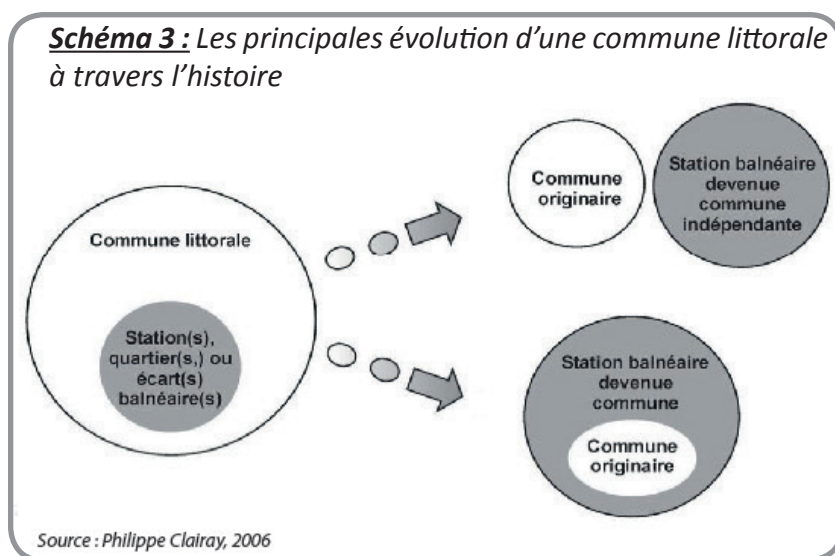 Schéma 3 : Les principales évolution d’une commune littorale
à travers l’histoire
Commune littorale
Station(s),
quartier(s,) ou
écart(s)
balnéaire(s)
Commune
originaire
Station balnéaire
devenue
commune
indépendante
Station balnéaire
devenue
commune
Commune
originaire
Source : Philippe Clairay, 2006